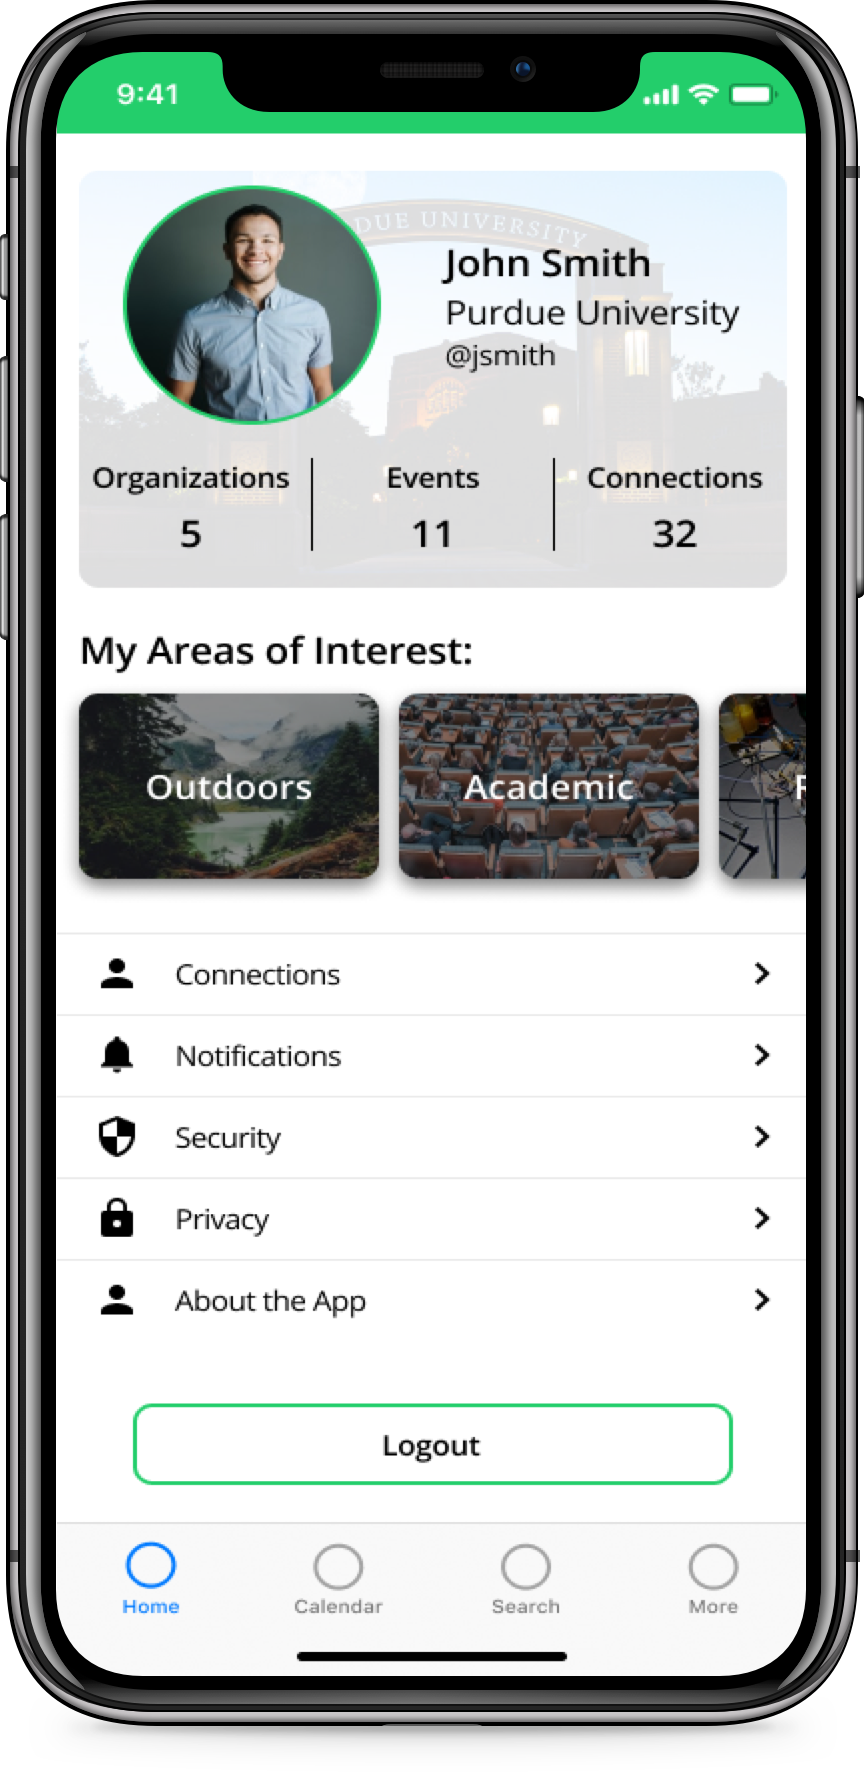 9:41
DUE UNIVERSITY
John Smith
Purdue University
@jsmith
Organizations
5
Events
11
Connections
32
My Areas of Interest:
Outdoors
Academic
Connections
Notifications
Security
Privacy
About the App
Logout
Home
Calendar
Search
More